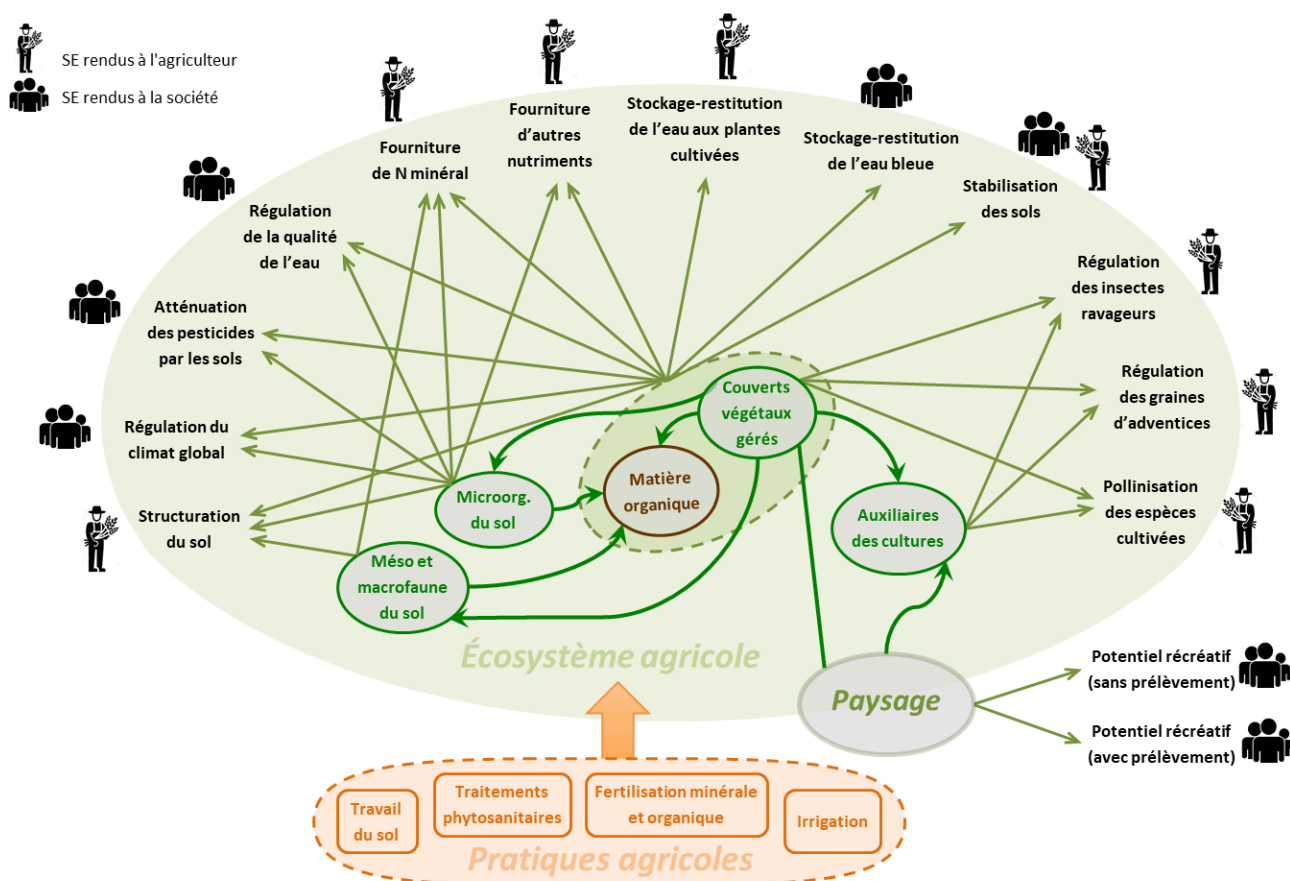 SE rendus à l'agriculteur
SE rendus à la société
Fourniture
de N minéral
Fourniture
d'autres
nutriments
Stockage-restitution
de l'eau aux plantes
cultivées
Stockage-restitution
de l'eau bleue
Stabilisation
des sols
Régulation
de la qualité
de l'eau
Régulation
des insectes
ravageurs
Atténuation
des pesticides
par les sols
Régulation
des graines
d'adventices
Régulation du
climat global
Couverts
végétaux
gérés
Matière
organique
Microorg.
du sol
Structuration
du sol
Auxiliaires
des cultures
Pollinisation
des espèces
cultivées
Méso et
macrofaune
du sol
Écosystème agricole
Paysage
Potentiel récréatif
(sans prélèvement)
Potentiel récréatif
(avec prélèvement)
Travail
du sol
Traitements
phytosanitaires
Fertilisation minérale
et organique
Irrigation
Pratiques agricoles